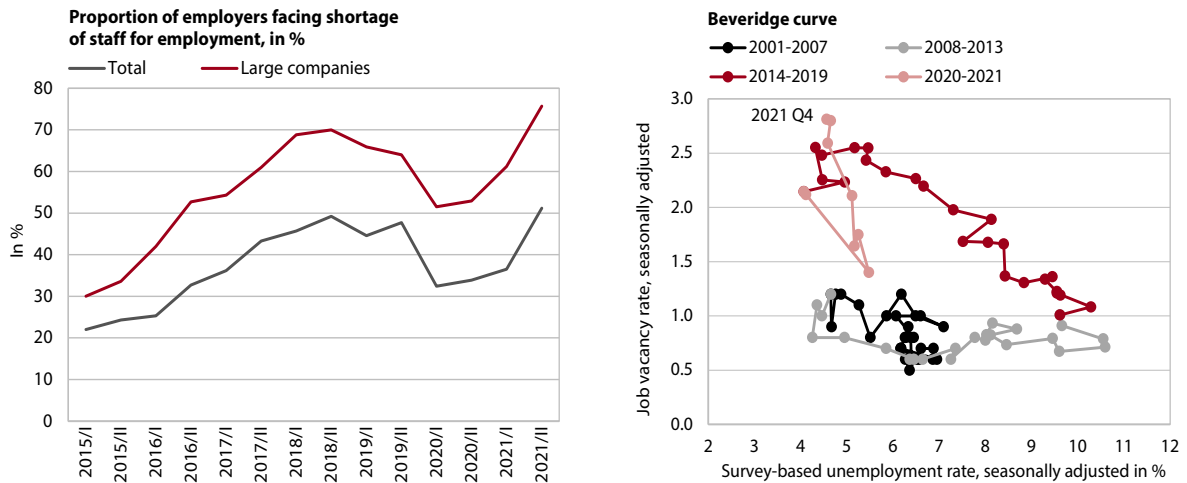 Proportion of employers facing shortage
of staff for employment, in %
Total
Large companies
In %
80
70
60
50
40
30
20
10
0
2015/I
2015/II
2016/I
2016/II
2017/I
2017/II
2018/I
2018/II
2019/I
2019/II
2020/I
2020/II
2021/I
2021/II
Beveridge curve
2001-2007
2008-2013
2014-2019
2020-2021
Job vacancy rate, seasonally adjusted
3.0
2.5
2.0
1.5
1.0
0.5
0.0
2021 Q4
2
3
4
5
6
7
8
9
10
11
12
Survey-based unemployment rate, seasonally adjusted in %